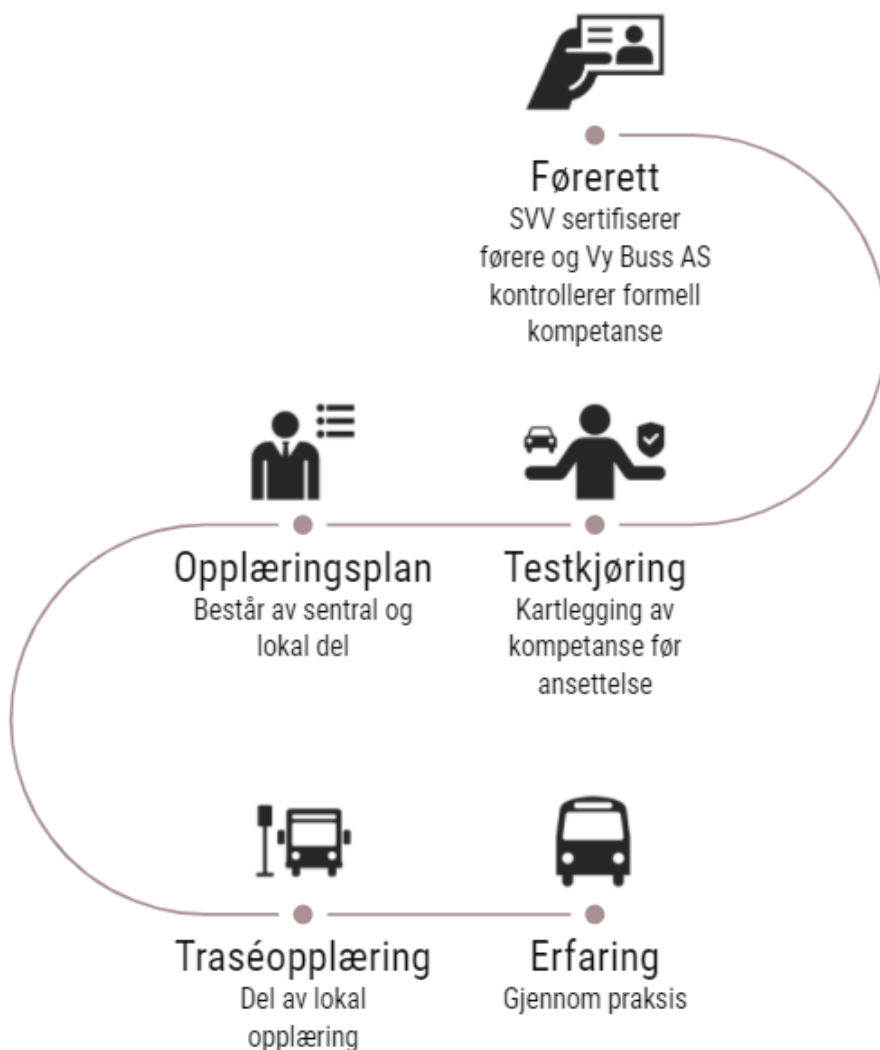 Førerett
SVV sertifiserer
førere og Vy Buss AS
kontrollerer formell
kompetanse
Testkjøring
Kartlegging av
kompetanse før
ansettelse
Opplæringsplan
Består av sentral og
lokal del
Traséopplæring
Del av lokal
opplæring
Erfaring
Gjennom praksis